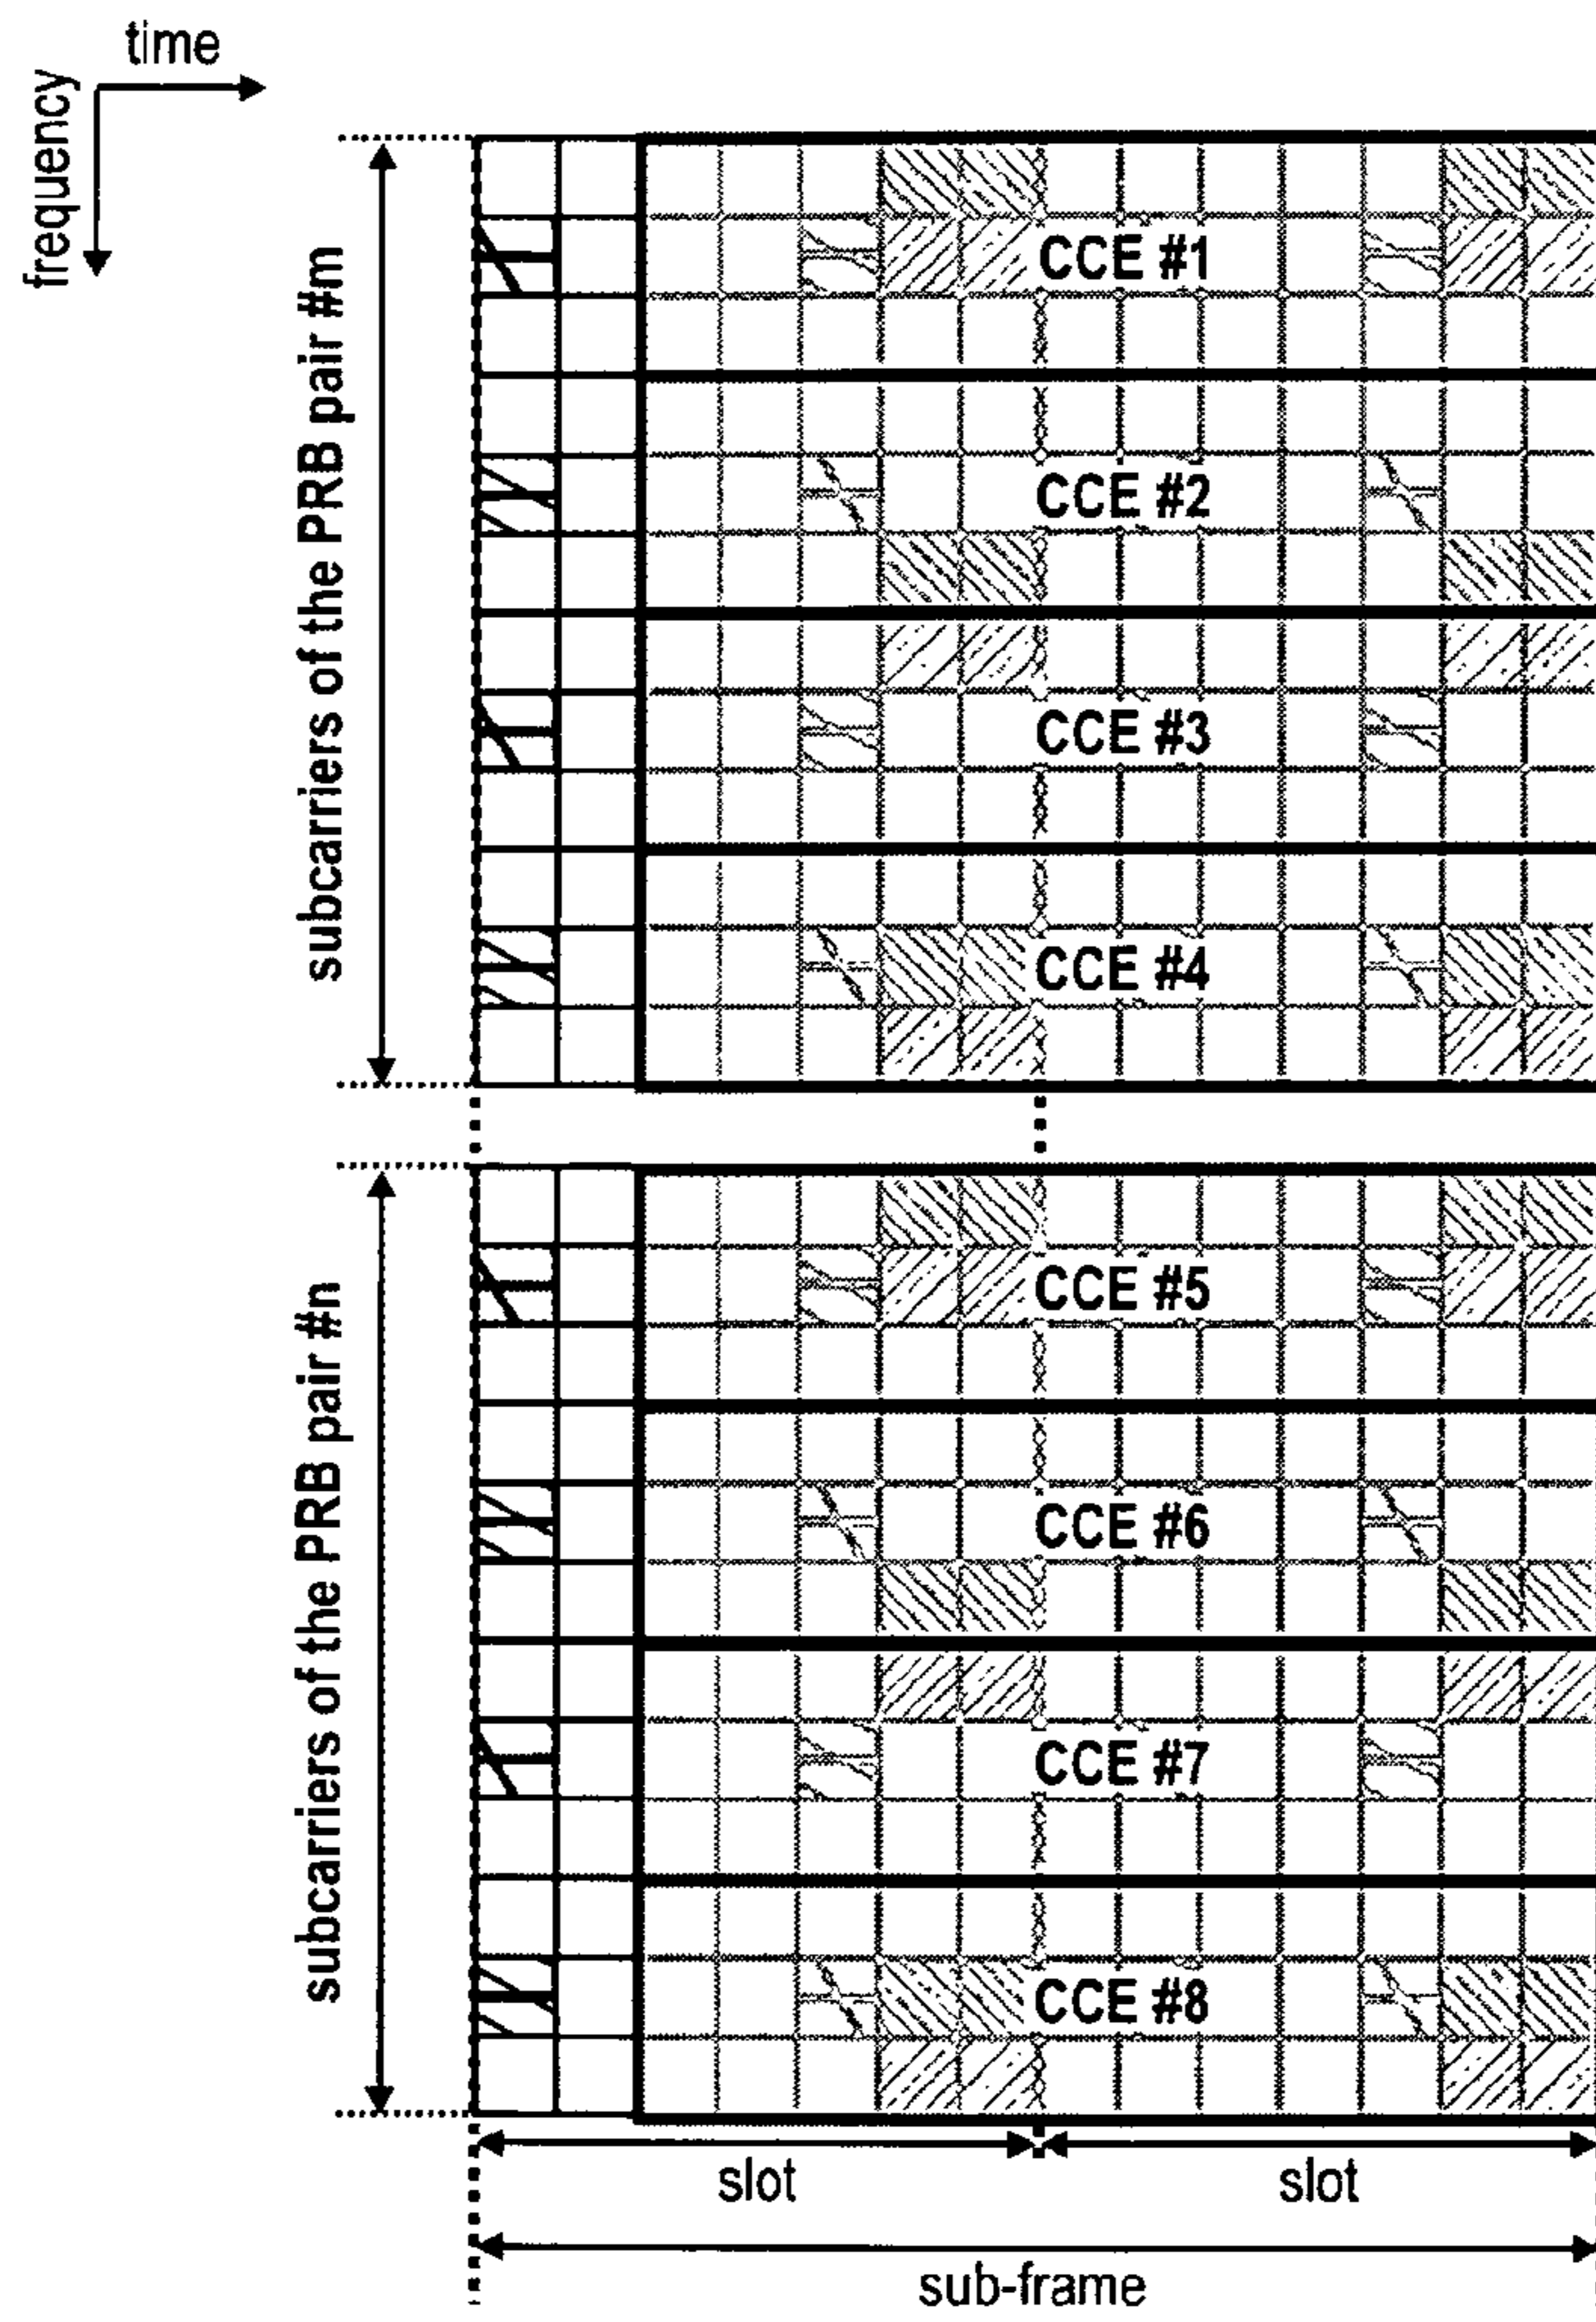 time
frequency
subcarriers of the PRB pair #m
CCE #1
CCE #2
CCE #3
CCE #4
subcarriers of the PRB pair #n
CCE #5
CCE #6
CCE #7
CCE #8
slot
slot
sub-frame